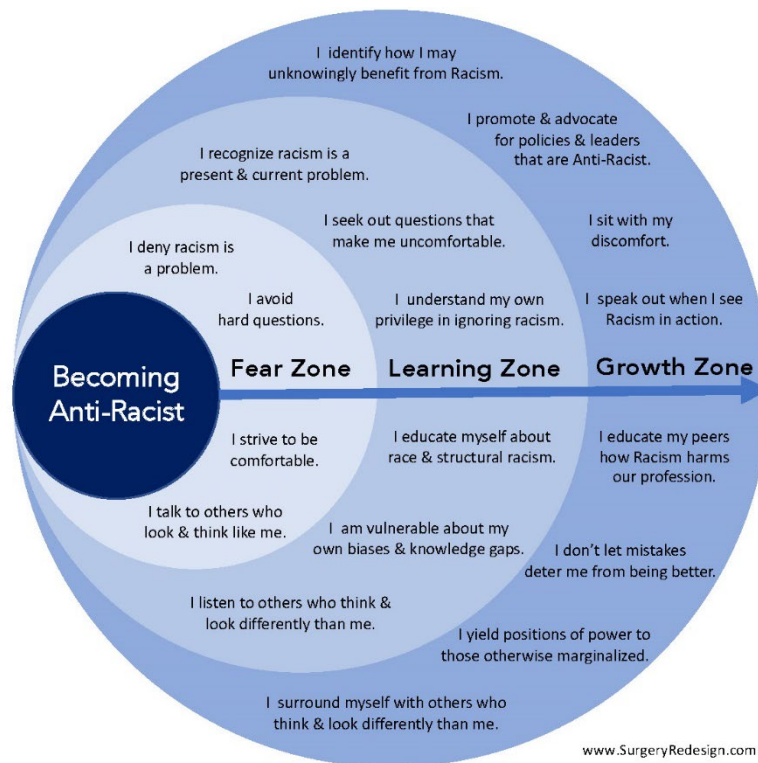 I identify how I may
unknowingly benefit from Racism.
I promote & advocate
for policies & leaders
that are Anti-Racist.
I recognize racism is a
present & current problem.
I seek out questions that
make me uncomfortable.
I sit with my
discomfort.
I deny racism is
a problem.
I avoid
hard questions.
I understand my own
privilege in ignoring racism.
I speak out when I see
Racism in action.
Becoming
Anti-Racist
Fear Zone
Learning Zone
Growth Zone
I strive to be
comfortable.
I educate myself about
race & structural racism.
I educate my peers
how Racism harms
our profession.
I talk to others who
look & think like me.
I am vulnerable about my
own biases & knowledge gaps.
I don't let mistakes
deter me from being better.
I listen to others who think &
look differently than me.
I yield positions of power to
those otherwise marginalized.
I surround myself with others who
think & look differently than me.
www.SurgeryRedesign.com